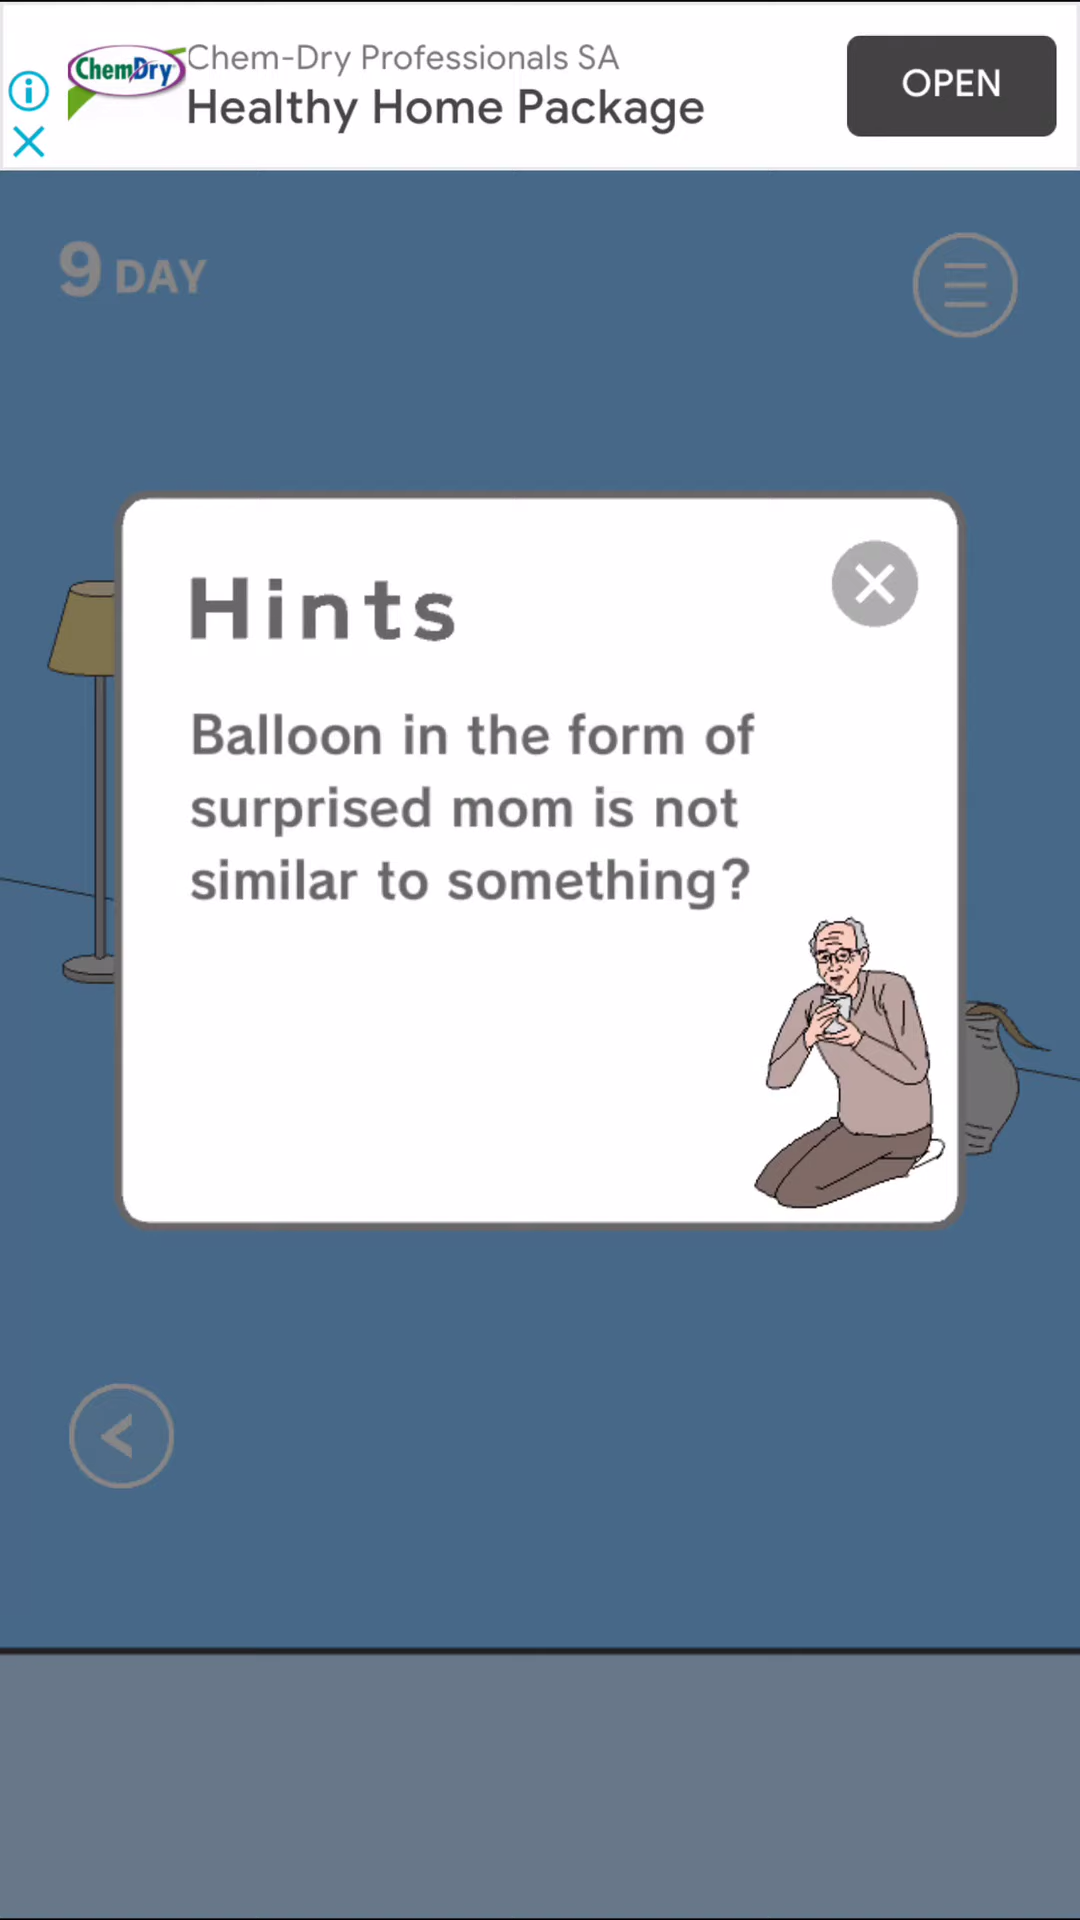 ChemDry
Chem-Dry Professionals SA
Healthy Home Package
OPEN
9 DAY
Hints
Balloon in the form of
surprised mom is not
similar to something?